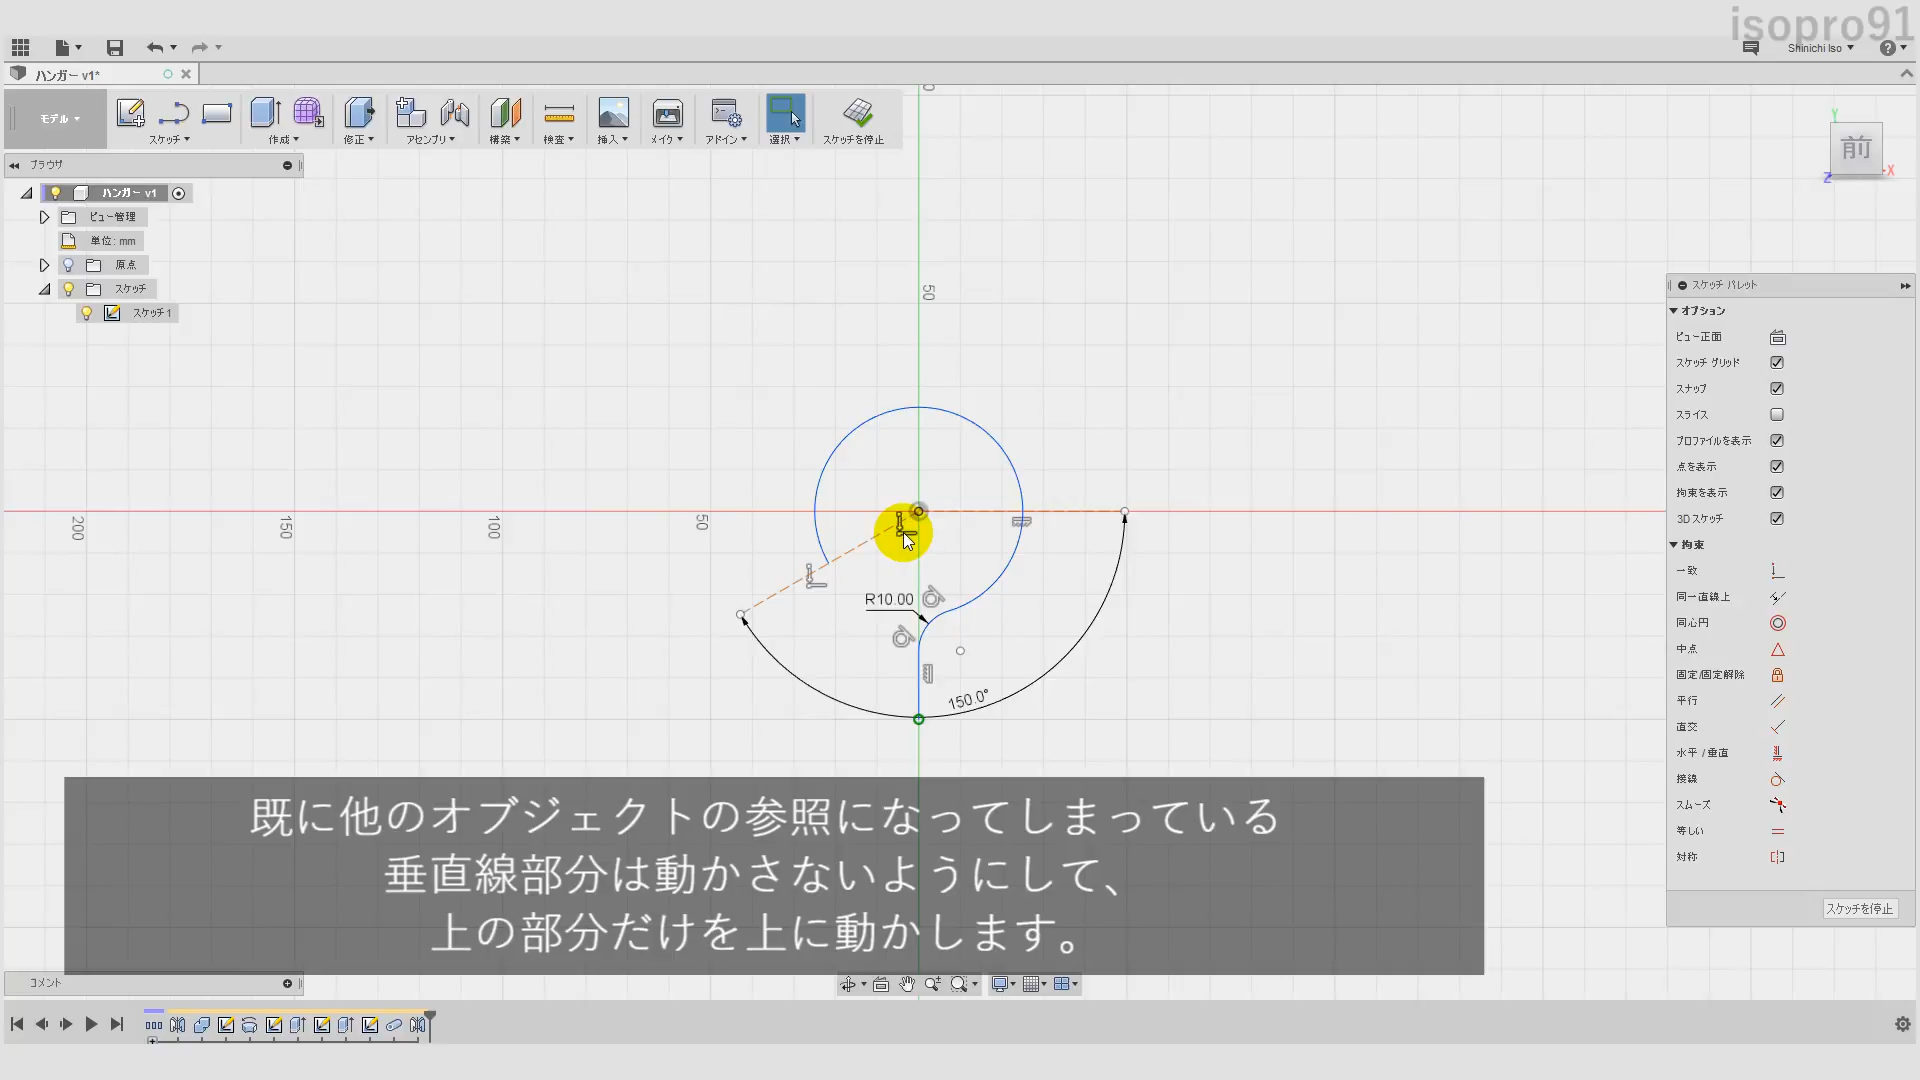 isopro91
Shinichi Iso
ハンガー v1*
モデル
スケッチ
作成
修正
アセンブリ
構築
検査
挿入
メイク
アドイン
選択
スケッチを停止
ブラウザ
ハンガー v1
ビュー管理
単位: mm
原点
スケッチ
スケッチ1
前
Y
X
Z
0
50
200
150
100
50
R10.00
150.0°
スケッチ パレット
オプション
ビュー正面
スケッチ グリッド
スナップ
スライス
プロファイルを表示
点を表示
拘束を表示
3Dスケッチ
拘束
一致
同一直線上
同心円
中点
固定/固定解除
平行
直交
水平/垂直
接線
スムーズ
等しい
対称
スケッチを停止
既に他のオブジェクトの参照になってしまっている
垂直線部分は動かさないようにして、
上の部分だけを上に動かします。
コメント